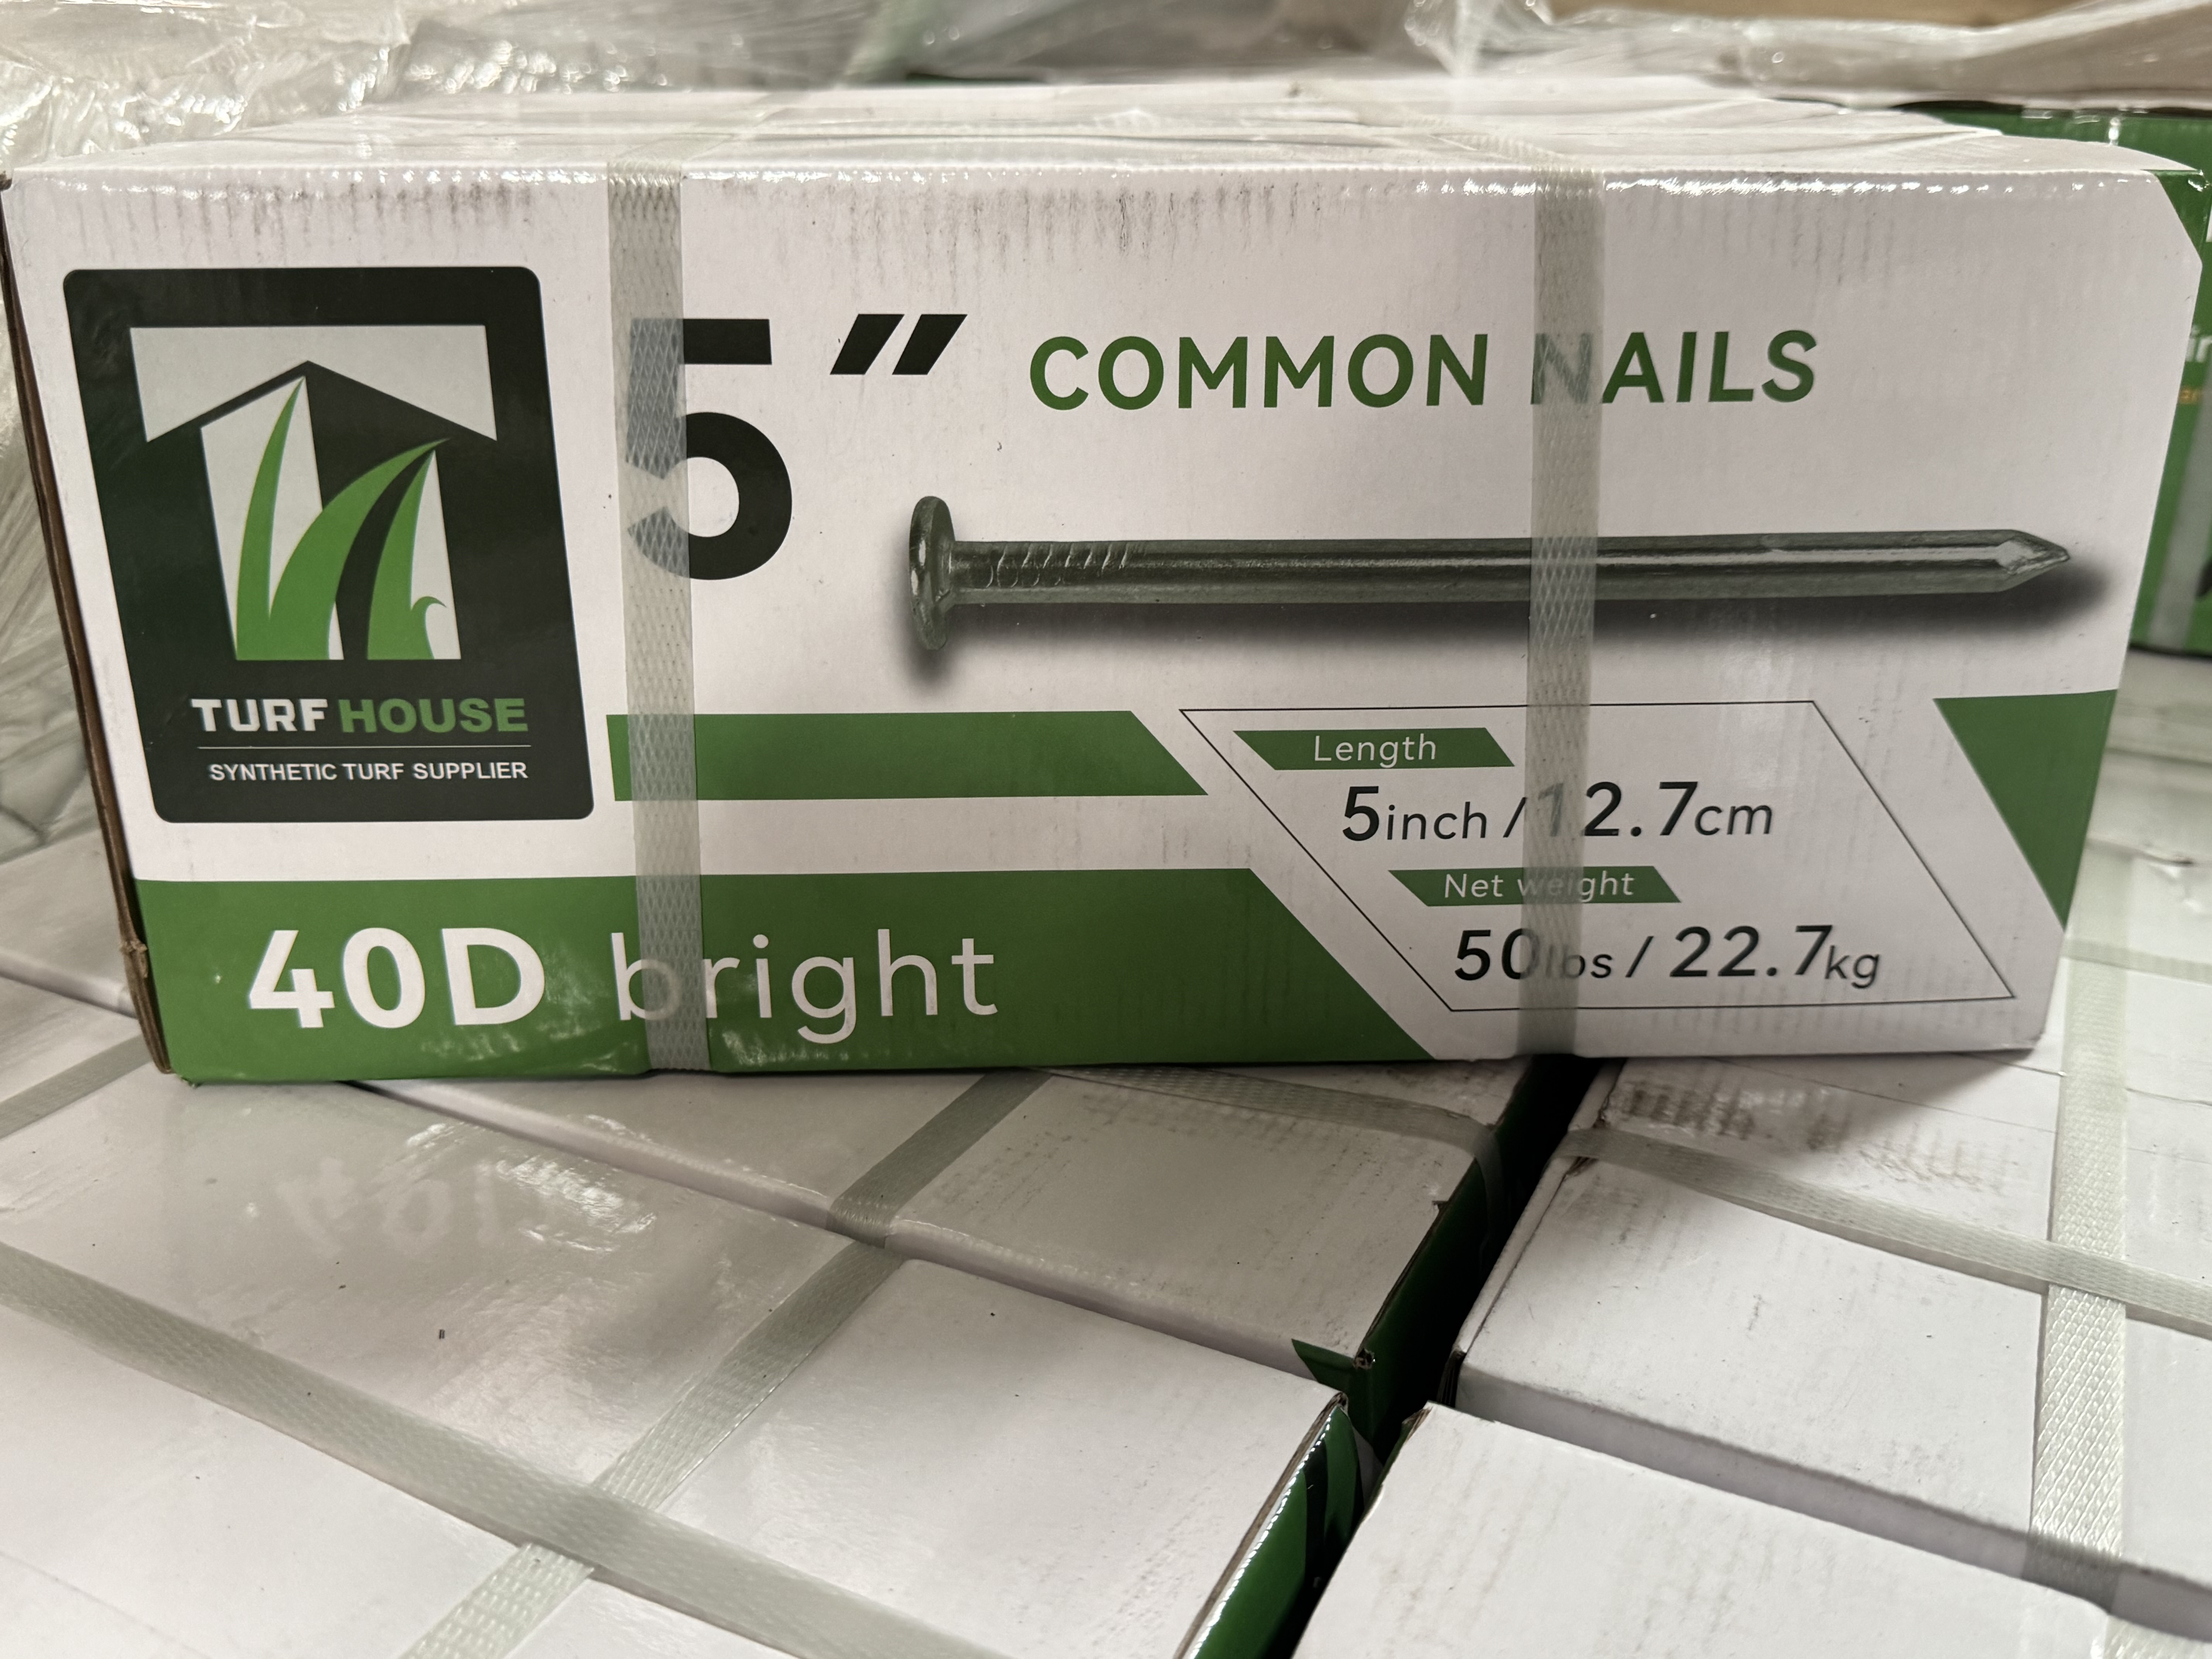 5” COMMON NAILS
TURF HOUSE
SYNTHETIC TURF SUPPLIER
Length
5inch / 12.7cm
Net weight
50lbs / 22.7kg
40D bright